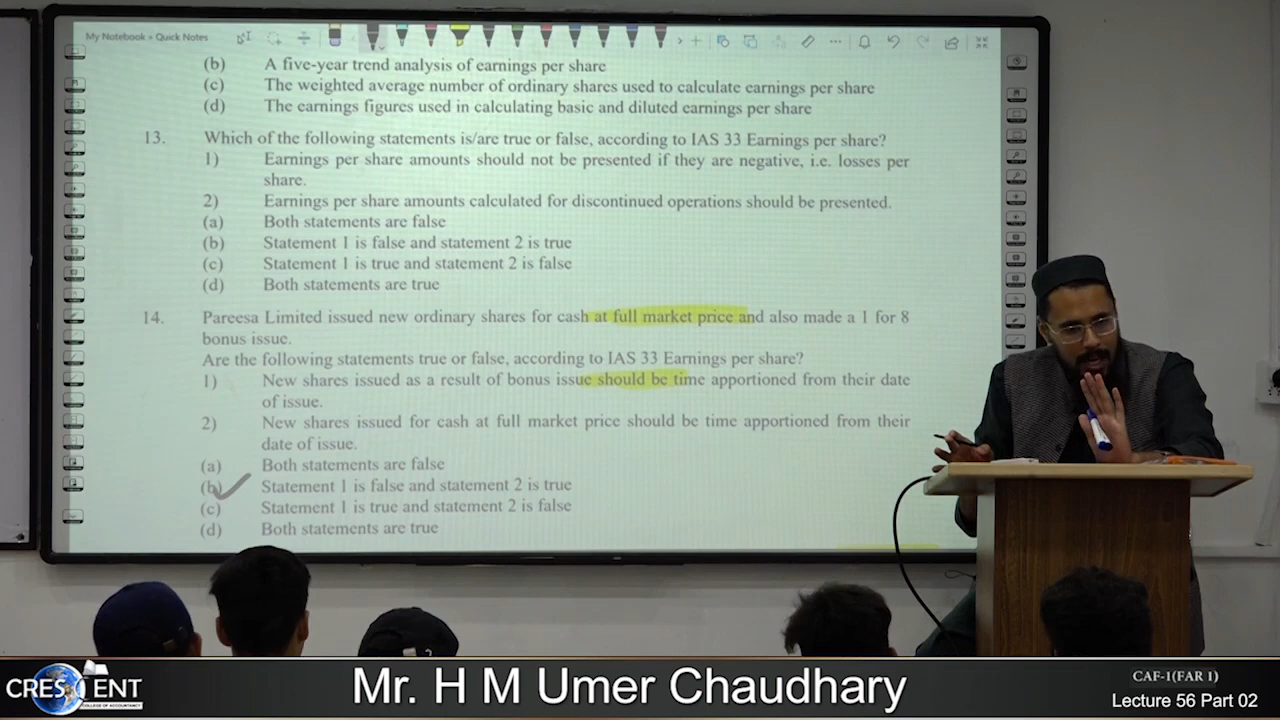 My Notebook » Quick Notes
(b) A five-year trend analysis of earnings per share
(c) The weighted average number of ordinary shares used to calculate earnings per share
(d) The earnings figures used in calculating basic and diluted earnings per share
13. Which of the following statements is/are true or false, according to IAS 33 Earnings per share?
1) Earnings per share amounts should not be presented if they are negative, i.e. losses per
share.
2) Earnings per share amounts calculated for discontinued operations should be presented.
(a) Both statements are false
(b) Statement 1 is false and statement 2 is true
(c) Statement 1 is true and statement 2 is false
(d) Both statements are true
14. Pareesa Limited issued new ordinary shares for cash at full market price and also made a 1 for 8
bonus issue.
Are the following statements true or false, according to IAS 33 Earnings per share?
1) New shares issued as a result of bonus issue should be time apportioned from their date
of issue.
2) New shares issued for cash at full market price should be time apportioned from their
date of issue.
(a) Both statements are false
(b) Statement 1 is false and statement 2 is true
(c) Statement 1 is true and statement 2 is false
(d) Both statements are true
CRESCENT
COLLEGE OF ACCOUNTANCY
Mr. H M Umer Chaudhary
CAF-1(FAR 1)
Lecture 56 Part 02